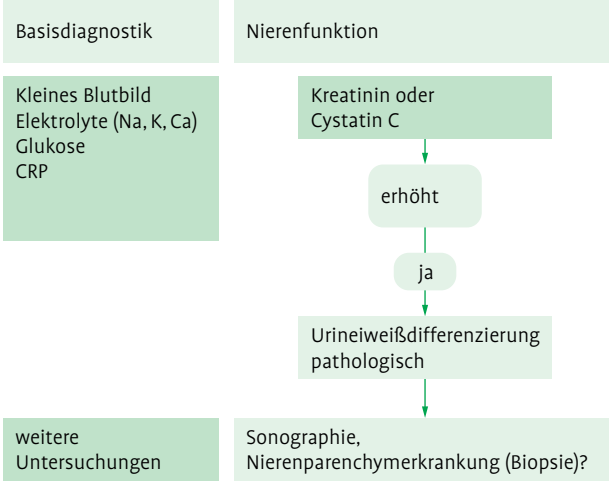 Basisdiagnostik
Nierenfunktion
Kleines Blutbild
Elektrolyte (Na, K, Ca)
Glukose
CRP
Kreatinin oder
Cystatin C
erhöht
ja
Urineiweißdifferenzierung
pathologisch
weitere
Untersuchungen
Sonographie,
Nierenparenchymerkrankung (Biopsie)?